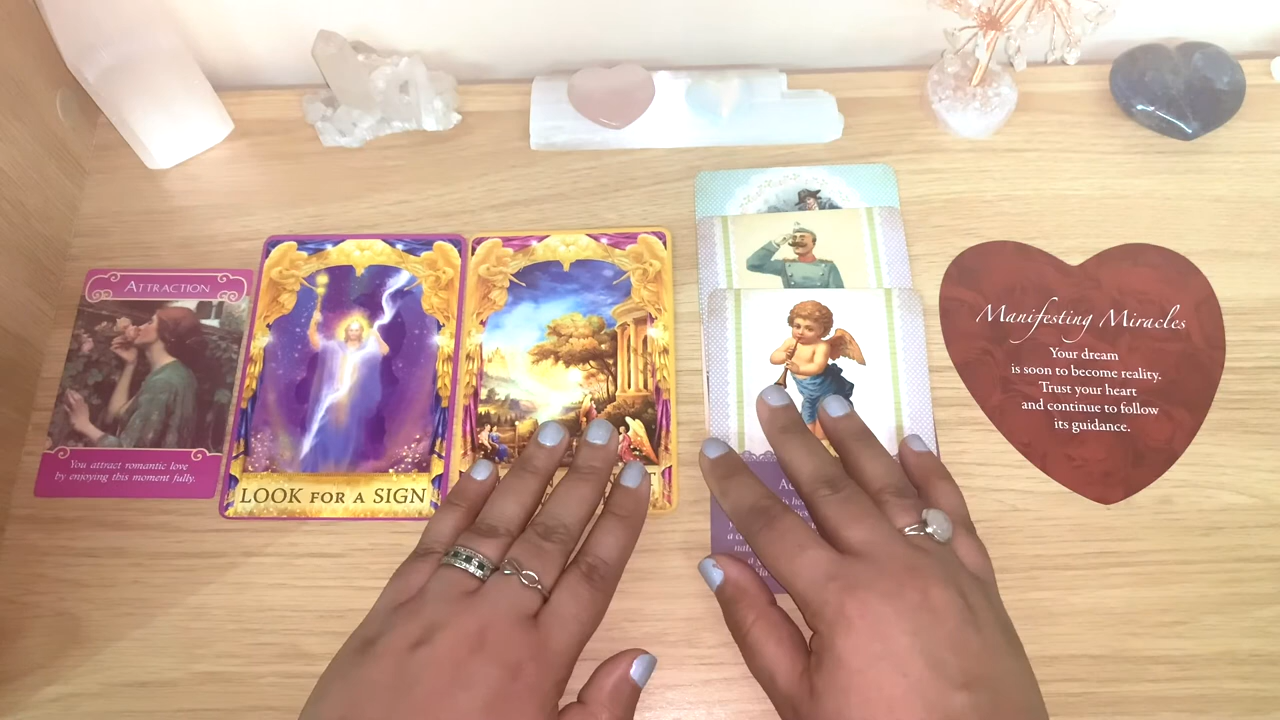 ATTRACTION
You attract romantic love
by enjoying this moment fully.
LOOK FOR A SIGN
Manifesting Miracles
Your dream
is soon to become reality.
Trust your heart
and continue to follow
its guidance.